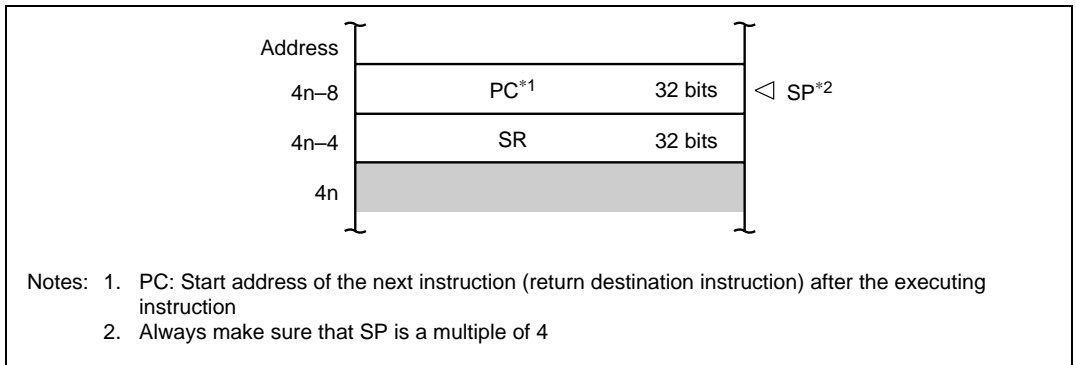 Address
4n–8 PC*1 32 bits SP*2
4n–4 SR 32 bits
4n
Notes: 1. PC: Start address of the next instruction (return destination instruction) after the executing
instruction
2. Always make sure that SP is a multiple of 4